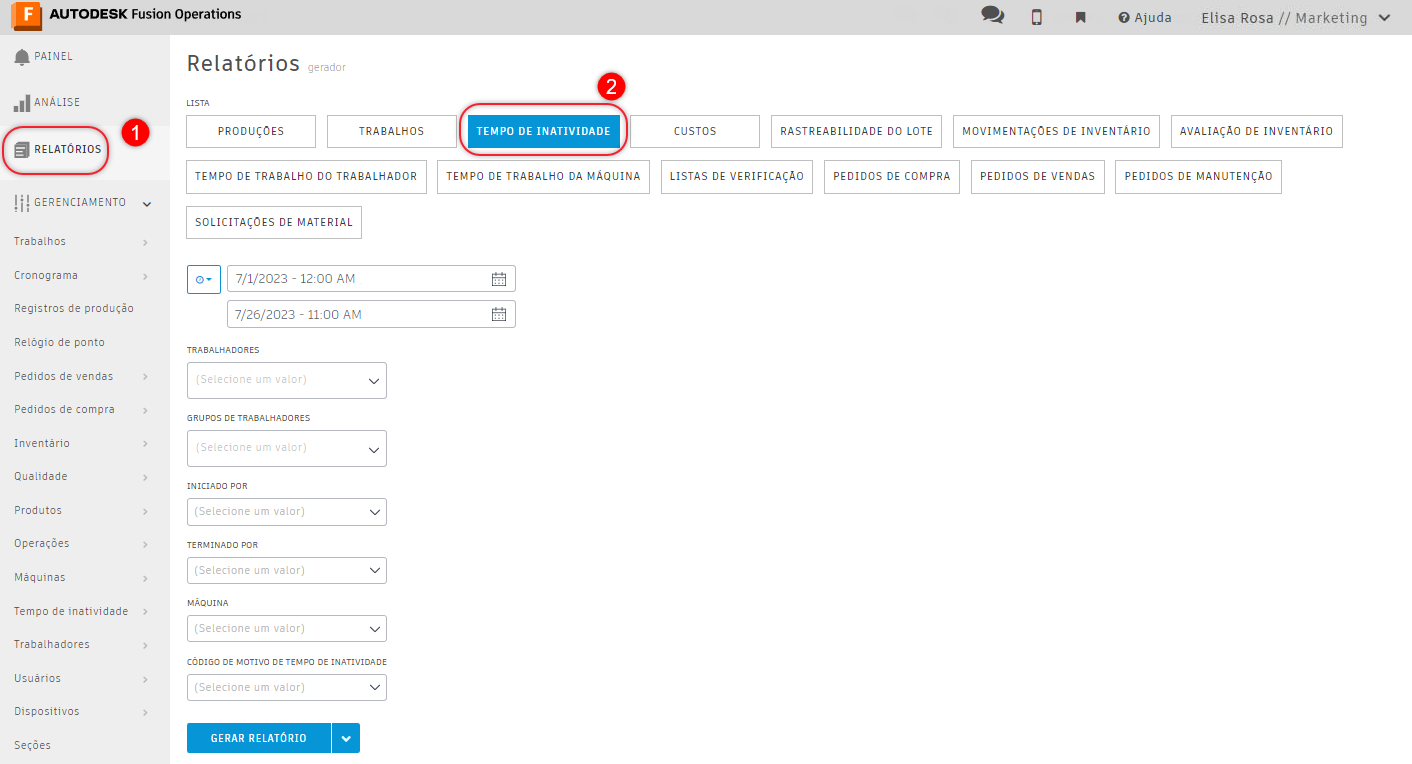 F AUTODESK Fusion Operations
Ajuda
Elisa Rosa // Marketing
PAINEL
ANÁLISE
RELATÓRIOS
1
GERENCIAMENTO
Trabalhos
Cronograma
Registros de produção
Relógio de ponto
Pedidos de vendas
Pedidos de compra
Inventário
Qualidade
Produtos
Operações
Máquinas
Tempo de inatividade
Trabalhadores
Usuários
Dispositivos
Seções
Relatórios gerador
2
LISTA
PRODUÇÕES TRABALHOS TEMPO DE INATIVIDADE CUSTOS RASTREABILIDADE DO LOTE MOVIMENTAÇÕES DE INVENTÁRIO AVALIAÇÃO DE INVENTÁRIO
TEMPO DE TRABALHO DO TRABALHADOR TEMPO DE TRABALHO DA MÁQUINA LISTAS DE VERIFICAÇÃO PEDIDOS DE COMPRA PEDIDOS DE VENDAS PEDIDOS DE MANUTENÇÃO
SOLICITAÇÕES DE MATERIAL
7/1/2023 - 12:00 AM
7/26/2023 - 11:00 AM
TRABALHADORES
(Selecione um valor)
GRUPOS DE TRABALHADORES
(Selecione um valor)
INICIADO POR
(Selecione um valor)
TERMINADO POR
(Selecione um valor)
MÁQUINA
(Selecione um valor)
CÓDIGO DE MOTIVO DE TEMPO DE INATIVIDADE
(Selecione um valor)
GERAR RELATÓRIO